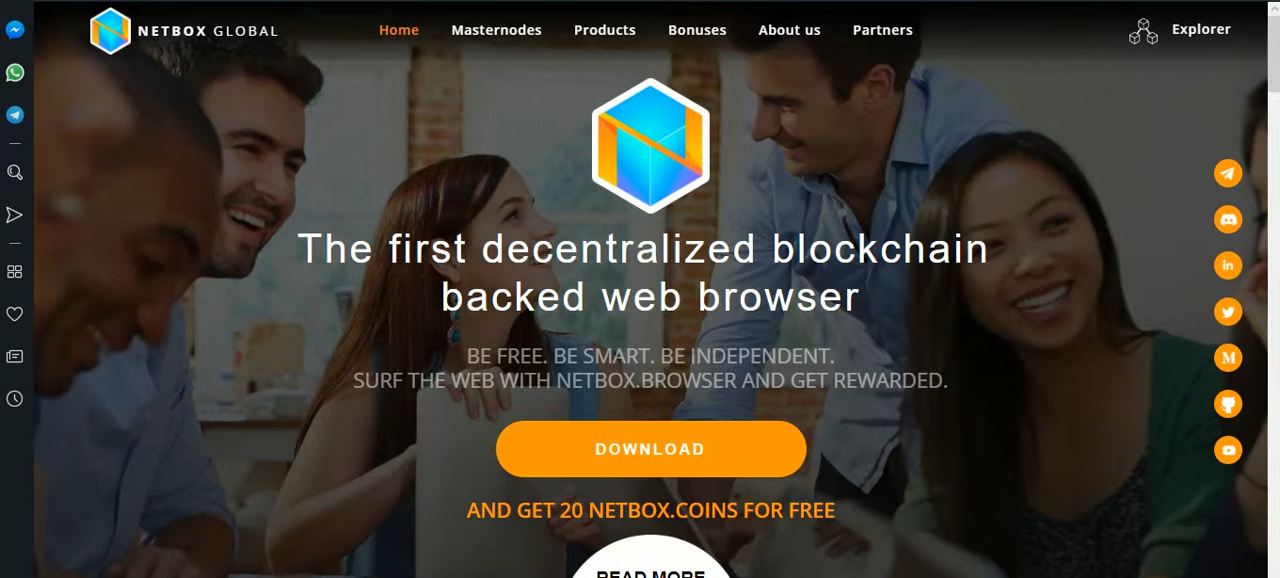 NETBOX GLOBAL
Home
Masternodes
Products
Bonuses
About us
Partners
Explorer
The first decentralized blockchain
backed web browser
BE FREE. BE SMART. BE INDEPENDENT.
SURF THE WEB WITH NETBOX.BROWSER AND GET REWARDED.
DOWNLOAD
AND GET 20 NETBOX.COINS FOR FREE
READ MORE